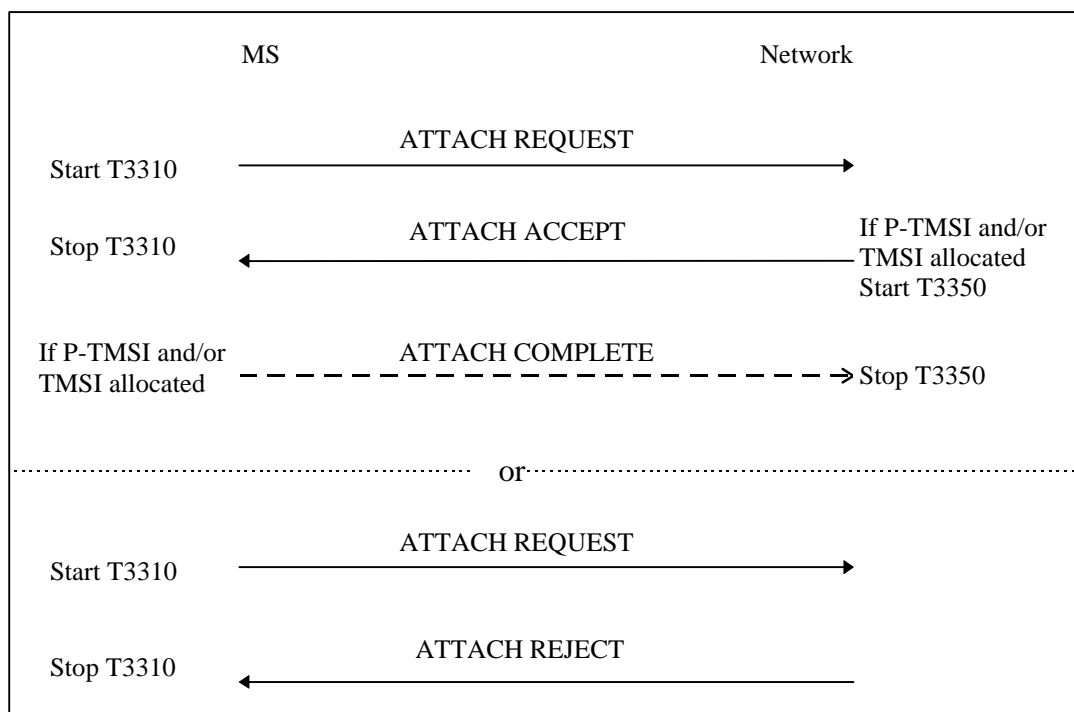 MS
Network
ATTACH REQUEST
Start T3310
ATTACH ACCEPT
Stop T3310
If P-TMSI and/or
TMSI allocated
Start T3350
If P-TMSI and/or
TMSI allocated
ATTACH COMPLETE
Stop T3350
or
ATTACH REQUEST
Start T3310
ATTACH REJECT
Stop T3310